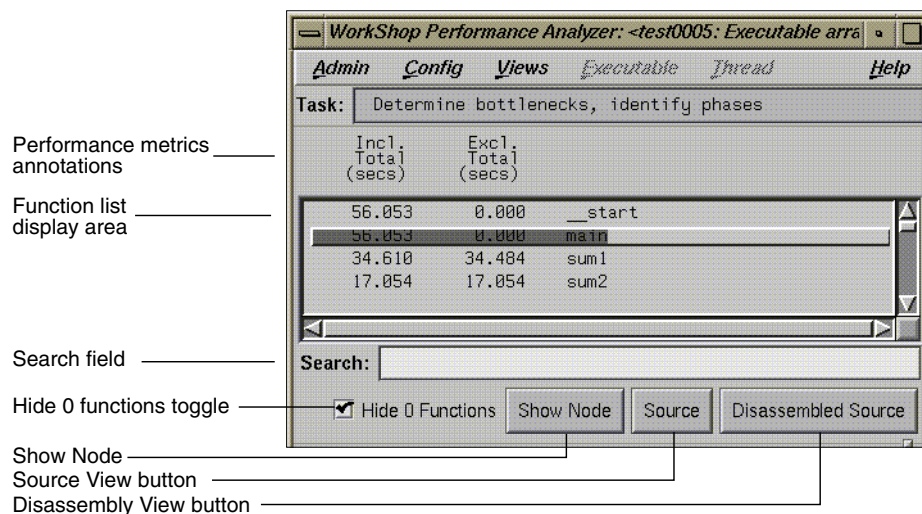 WorkShop Performance Analyzer: <test0005: Executable arra
Admin Config Views Executable Thread Help
Task: Determine bottlenecks, identify phases
Performance metrics
annotations
Incl. Excl.
Total Total
(secs) (secs)
Function list
display area
56.053 0.000 __start
56.053 0.000 main
34.610 34.484 sum1
17.054 17.054 sum2
Search field
Search:
Hide 0 functions toggle
Hide 0 Functions Show Node Source Disassembled Source
Show Node
Source View button
Disassembly View button